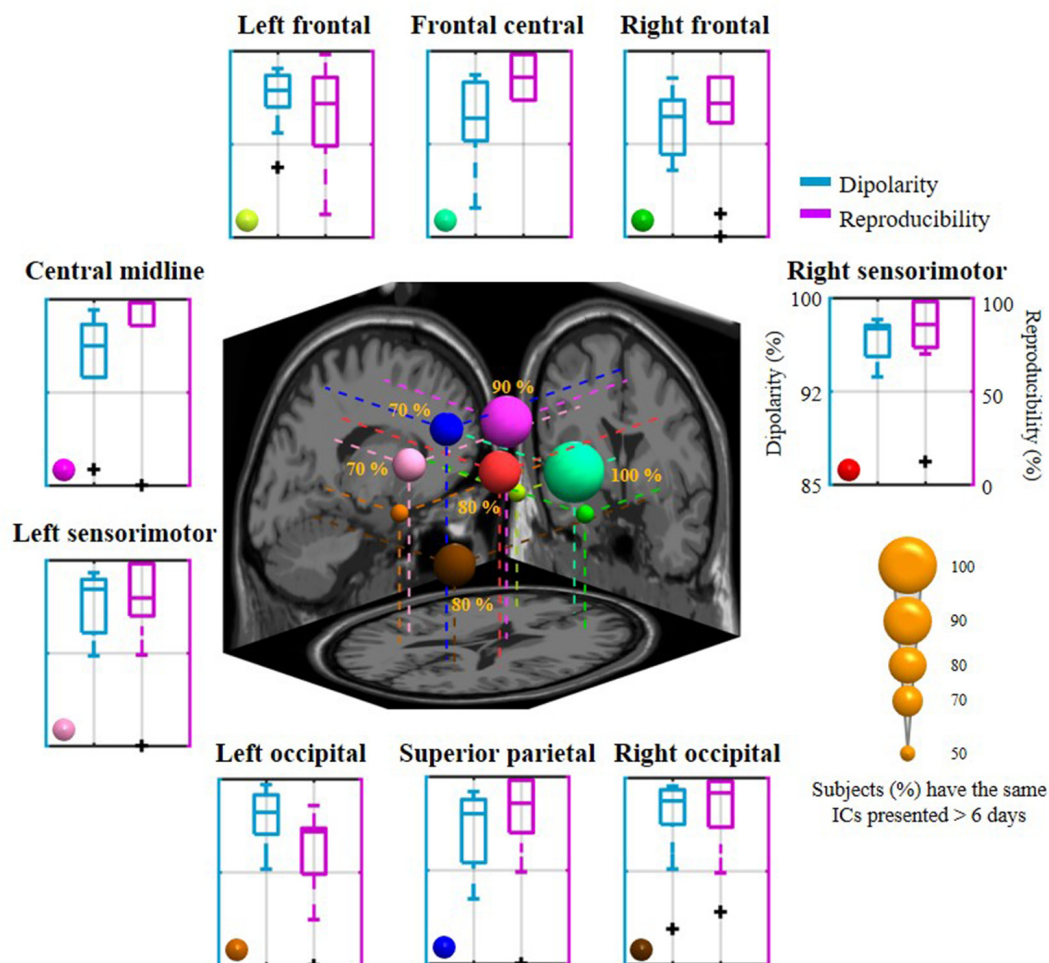 Left frontal
Frontal central
Right frontal
Dipolarity
Reproducibility
Central midline
Right sensorimotor
100
92
85
Dipolarity (%)
100
50
0
Reproducibility (%)
90 %
70 %
70 %
100 %
80 %
80 %
Left sensorimotor
100
90
80
70
50
Subjects (%) have the same
ICs presented > 6 days
Left occipital
Superior parietal
Right occipital